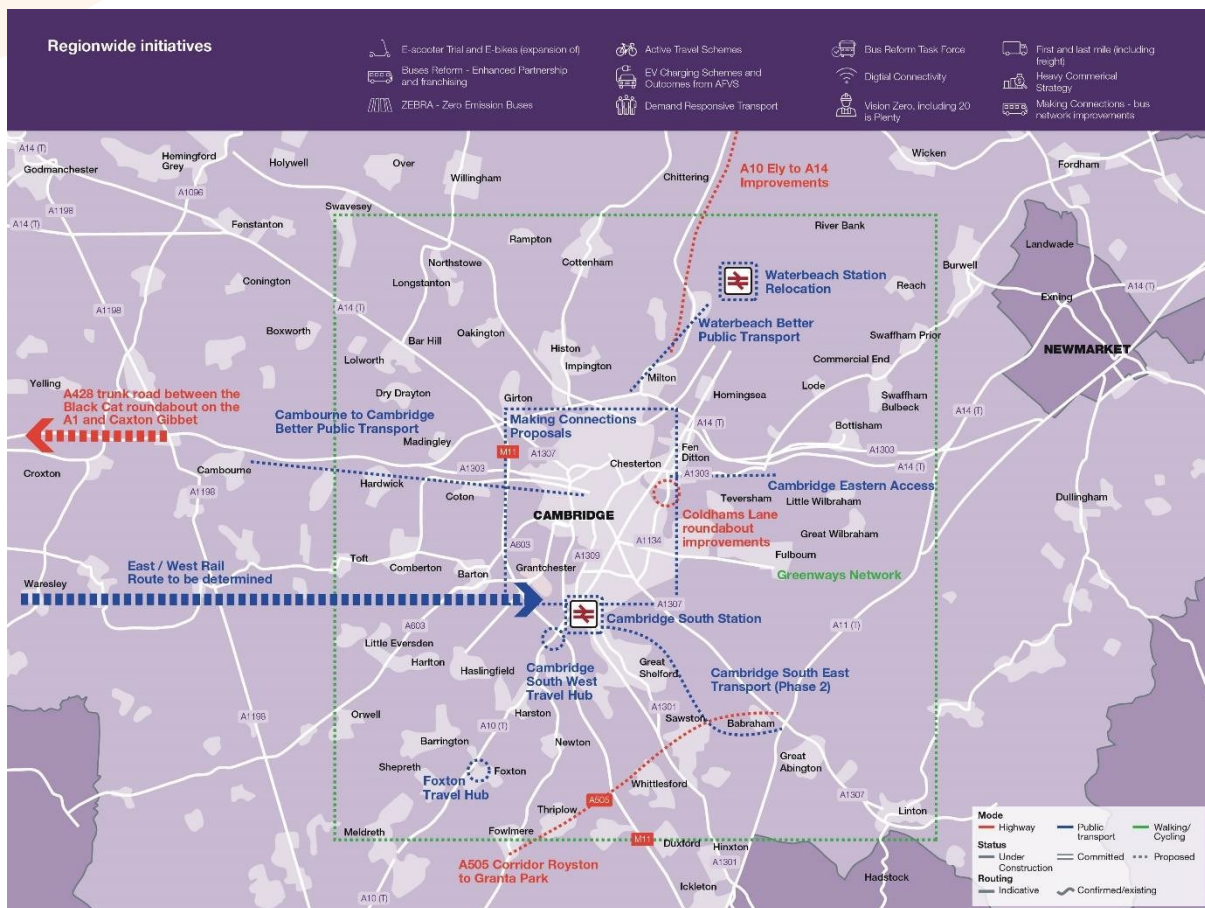 Regionwide initiatives
E-scooter Trial and E-bikes (expansion of)
Buses Reform - Enhanced Partnership
and franchising
ZEBRA - Zero Emission Buses
Active Travel Schemes
EV Charging Schemes and
Outcomes from AFVS
Demand Responsive Transport
Bus Reform Task Force
Digtial Connectivity
Vision Zero, including 20
is Plenty
First and last mile (including
freight)
Heavy Commerical
Strategy
Making Connections - bus
network improvements
A14 (T)
Godmanchester
Hemingford
Grey
Holywell
Over
Willingham
Chittering
A10 Ely to A14
Improvements
Wicken
Fordham
A1096
A1198
Swavesey
A14 (T)
Fenstanton
Rampton
River Bank
Landwade
Northstowe
Cottenham
Waterbeach Station
Relocation
Burwell
Conington
Longstanton
Reach
Exning
A14 (T)
A14 (T)
A1198
Boxworth
Oakington
Waterbeach Better
Public Transport
Swaffham Prior
Bar Hill
Histon
NEWMARKET
Lolworth
Impington
Commercial End
Yelling
Milton
Lode
A428 trunk road between the
Black Cat roundabout on the
A1 and Caxton Gibbet
Dry Drayton
Girton
Horningsea
Swaffham
Bulbeck
Cambourne to Cambridge
Better Public Transport
Making Connections
Proposals
A14 (T)
A14 (T)
Bottisham
Madingley
M11
A1307
Fen
Ditton
A1303
Croxton
Cambourne
A1303
Chesterton
A1303
A14 (T)
Hardwick
Cambridge Eastern Access
A1198
Coton
Teversham
Little Wilbraham
Dullingham
CAMBRIDGE
Coldhams Lane
roundabout
improvements
Great Wilbraham
A603
A1309
A1134
Toft
Fulbourn
East / West Rail
Route to be determined
Comberton
Barton
Grantchester
Greenways Network
Waresley
A1307
Cambridge South Station
A603
A11 (T)
Little Eversden
Harlton
Haslingfield
Cambridge
South West
Travel Hub
Great
Shelford
Cambridge South East
Transport (Phase 2)
A1198
Orwell
Harston
A1301
Sawston
Babraham
A10 (T)
Barrington
Newton
Great
Abington
Shepreth
Foxton
Foxton
Travel Hub
Whittlesford
A1307
A505
Thriplow
Linton
Meldreth
Fowlmere
M11
Duxford
Hinxton
A505 Corridor Royston
to Granta Park
A1301
Hadstock
Ickleton
A10 (T)
Mode
Highway
Public
transport
Walking/
Cycling
Status
Under
Construction
Committed
Proposed
Routing
Indicative
Confirmed/existing